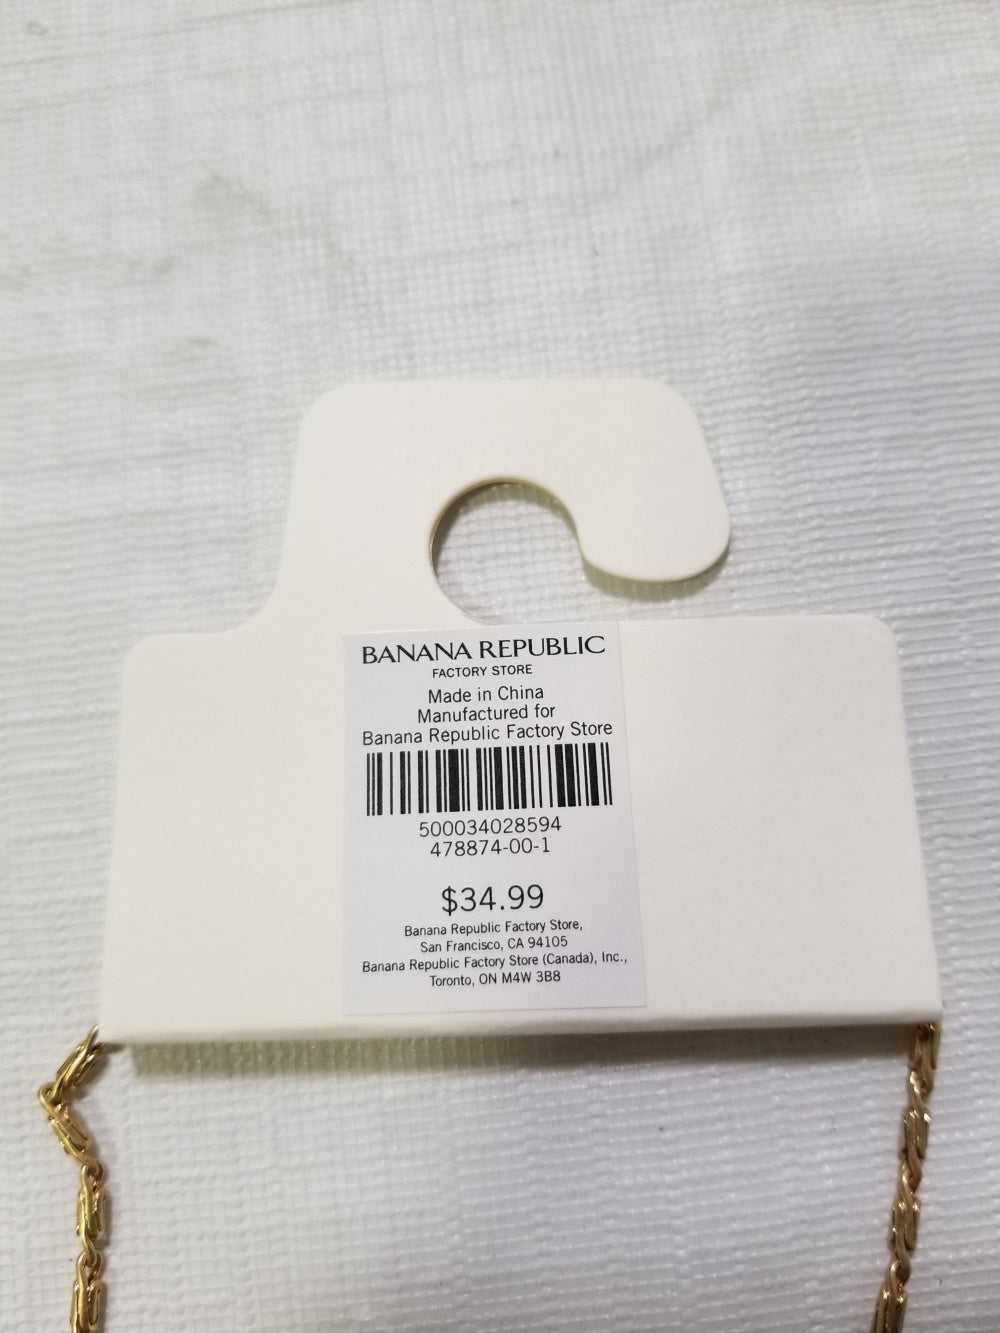 BANANA REPUBLIC
FACTORY STORE
Made in China
Manufactured for
Banana Republic Factory Store
500034028594
478874-00-1
$34.99
Banana Republic Factory Store,
San Francisco, CA 94105
Banana Republic Factory Store (Canada), Inc.,
Toronto, ON M4W 3B8